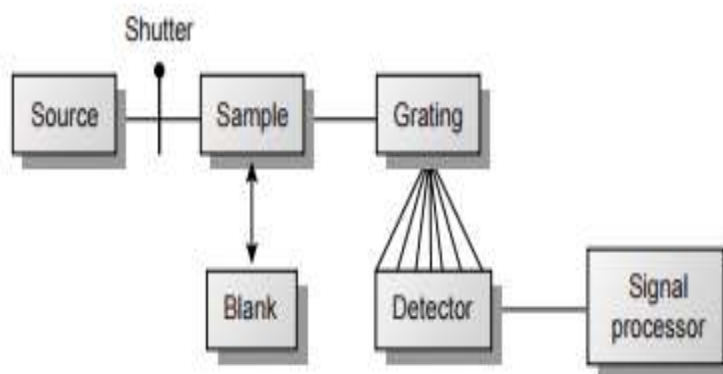 Shutter
Source
Sample
Grating
Blank
Detector
Signal
processor